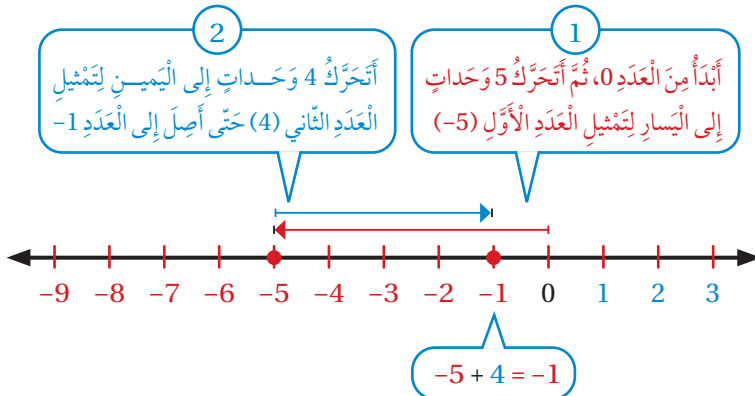 1
أَبْدَأُ مِنَ الْعَدَدِ 0، ثُمَّ أَتَحَرَّكُ 5 وَحَداتٍ
إِلى الْيَسارِ لِتَمْثيلِ الْعَدَدِ الْأَوَّلِ (5-)
2
أَتَحَرَّكُ 4 وَحَــداتٍ إِلى الْيَميــنِ لِتَمْثيلِ
الْعَدَدِ الثّاني (4) حَتّى أَصِلَ إِلى الْعَدَدِ 1-
−9 −8 −7 −6 −5 −4 −3 −2 −1 0 1 2 3
−5 + 4 = −1